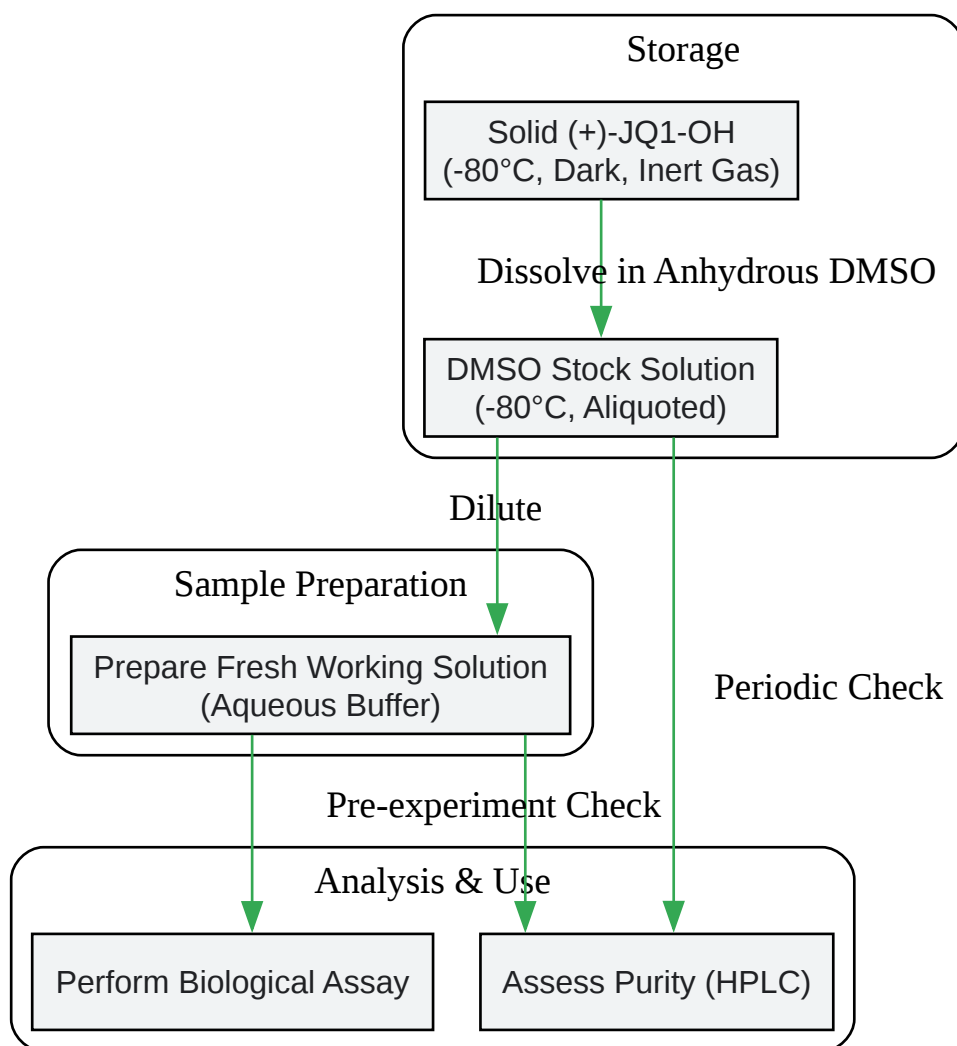 Storage
Solid (+)-JQ1-OH
(-80°C, Dark, Inert Gas)
Dissolve in Anhydrous DMSO
DMSO Stock Solution
(-80°C, Aliquoted)
Dilute
Sample Preparation
Prepare Fresh Working Solution
(Aqueous Buffer)
Periodic Check
Pre-experiment Check
Analysis & Use
Perform Biological Assay
Assess Purity (HPLC)